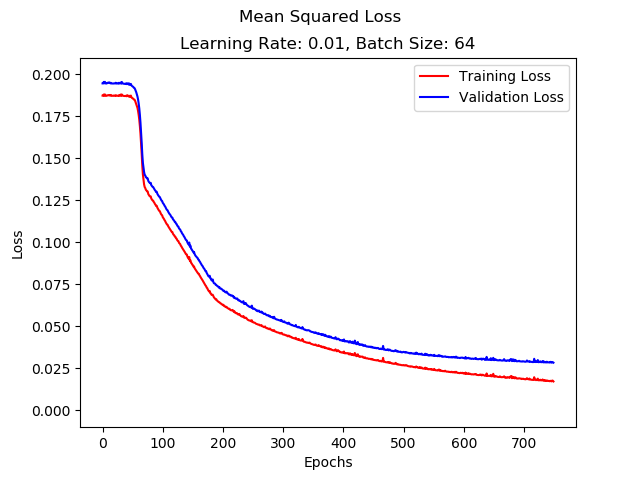 Mean Squared Loss
Learning Rate: 0.01, Batch Size: 64
Training Loss
Validation Loss
0.200
0.175
0.150
0.125
0.100
0.075
0.050
0.025
0.000
Loss
0 100 200 300 400 500 600 700
Epochs